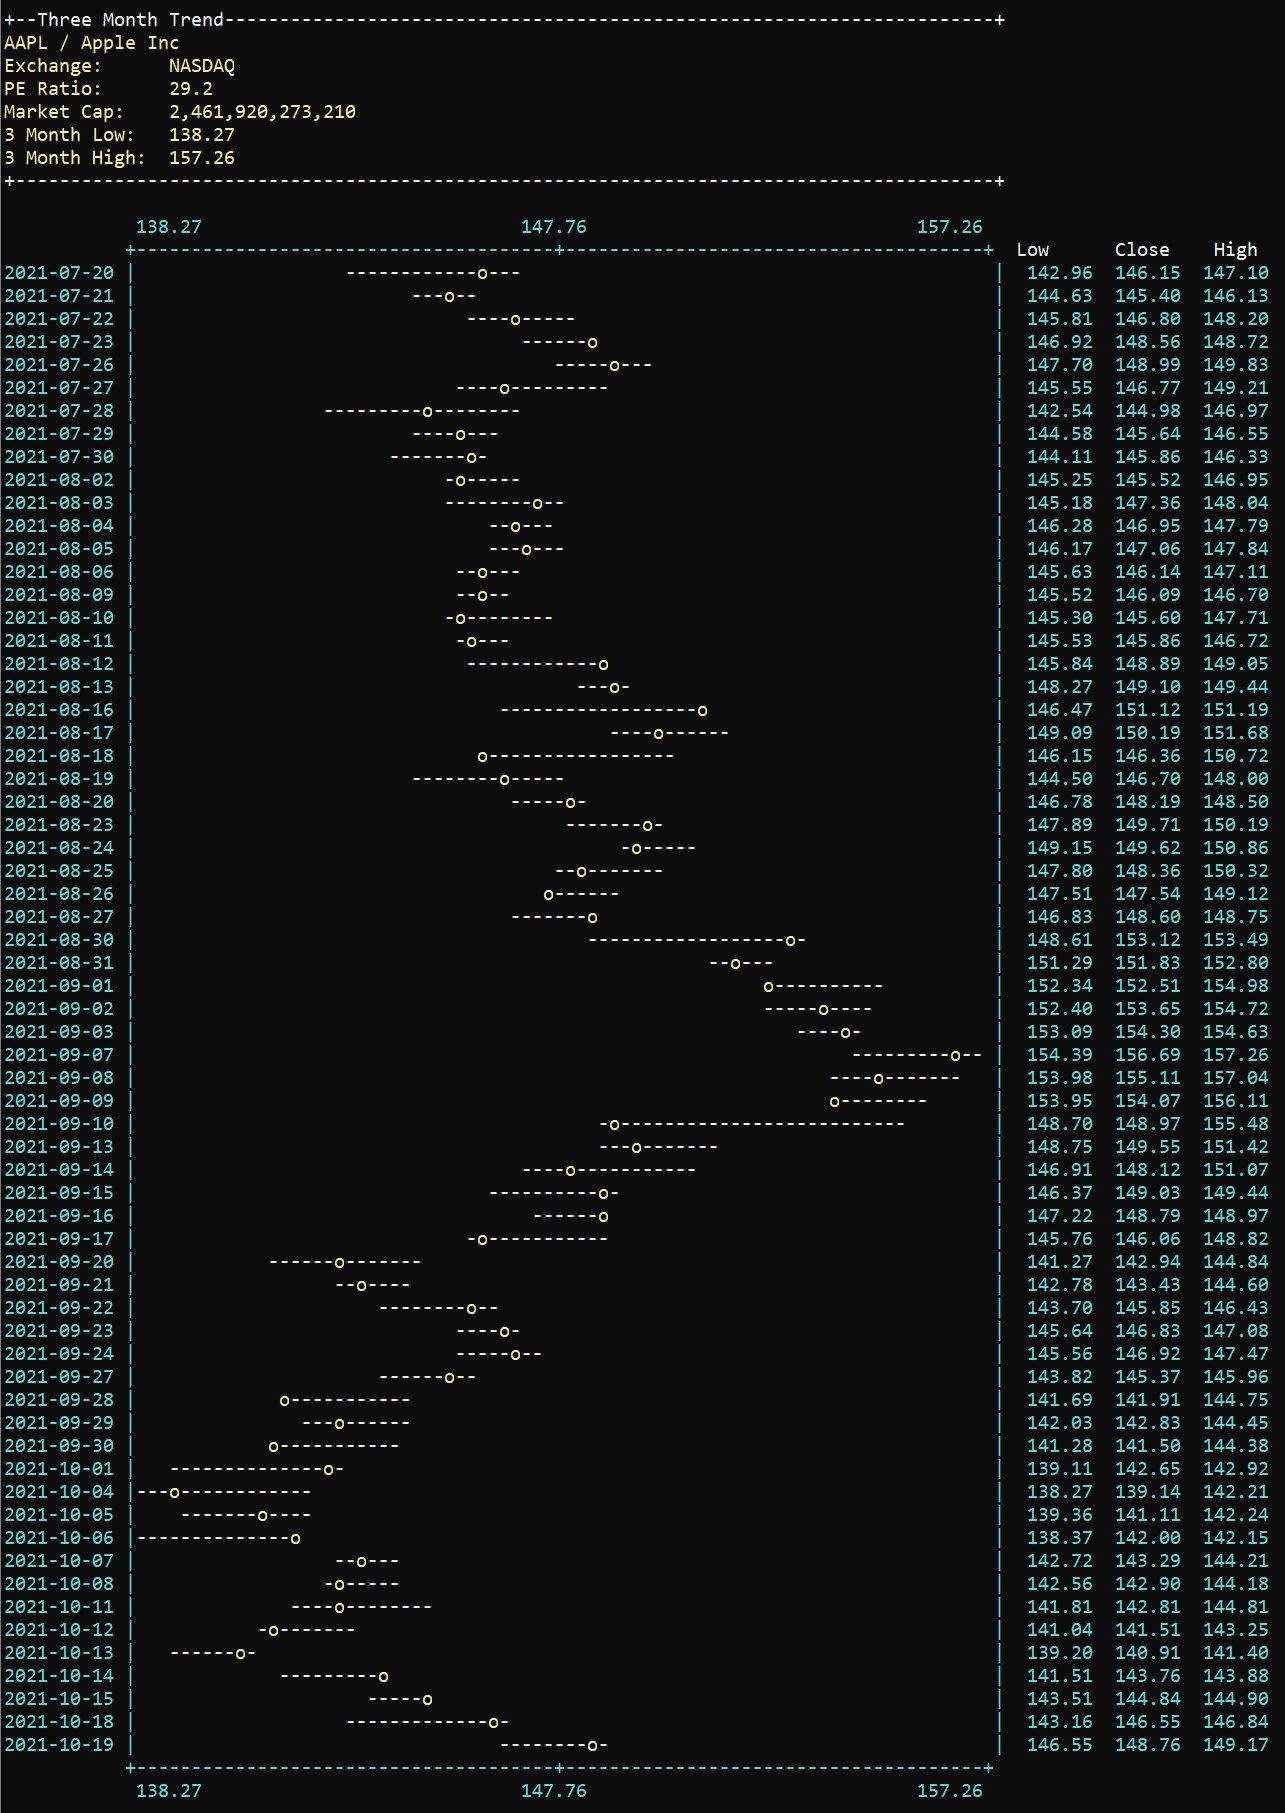 +--Three Month Trend----------------------------------------------------------------------+
AAPL / Apple Inc
Exchange: NASDAQ
PE Ratio: 29.2
Market Cap: 2,461,920,273,210
3 Month Low: 138.27
3 Month High: 157.26
138.27 147.76 157.26
Low Close High
2021-07-20 142.96 146.15 147.10
2021-07-21 144.63 145.40 146.13
2021-07-22 145.81 146.80 148.20
2021-07-23 146.92 148.56 148.72
2021-07-26 147.70 148.99 149.83
2021-07-27 145.55 146.77 149.21
2021-07-28 142.54 144.98 146.97
2021-07-29 144.58 145.64 146.55
2021-07-30 144.11 145.86 146.33
2021-08-02 145.25 145.52 146.95
2021-08-03 145.18 147.36 148.04
2021-08-04 146.28 146.95 147.79
2021-08-05 146.17 147.06 147.84
2021-08-06 145.63 146.14 147.11
2021-08-09 145.52 146.09 146.70
2021-08-10 145.30 145.60 147.71
2021-08-11 145.53 145.86 146.72
2021-08-12 145.84 148.89 149.05
2021-08-13 148.27 149.10 149.44
2021-08-16 146.47 151.12 151.19
2021-08-17 149.09 150.19 151.68
2021-08-18 146.15 146.36 150.72
2021-08-19 144.50 146.70 148.00
2021-08-20 146.78 148.19 148.50
2021-08-23 147.89 149.71 150.19
2021-08-24 149.15 149.62 150.86
2021-08-25 147.80 148.36 150.32
2021-08-26 147.51 147.54 149.12
2021-08-27 146.83 148.60 148.75
2021-08-30 148.61 153.12 153.49
2021-08-31 151.29 151.83 152.80
2021-09-01 152.34 152.51 154.98
2021-09-02 152.40 153.65 154.72
2021-09-03 153.09 154.30 154.63
2021-09-07 154.39 156.69 157.26
2021-09-08 153.98 155.11 157.04
2021-09-09 153.95 154.07 156.11
2021-09-10 148.70 148.97 155.48
2021-09-13 148.75 149.55 151.42
2021-09-14 146.91 148.12 151.07
2021-09-15 146.37 149.03 149.44
2021-09-16 147.22 148.79 148.97
2021-09-17 145.76 146.06 148.82
2021-09-20 141.27 142.94 144.84
2021-09-21 142.78 143.43 144.60
2021-09-22 143.70 145.85 146.43
2021-09-23 145.64 146.83 147.08
2021-09-24 145.56 146.92 147.47
2021-09-27 143.82 145.37 145.96
2021-09-28 141.69 141.91 144.75
2021-09-29 142.03 142.83 144.45
2021-09-30 141.28 141.50 144.38
2021-10-01 139.11 142.65 142.92
2021-10-04 138.27 139.14 142.21
2021-10-05 139.36 141.11 142.24
2021-10-06 138.37 142.00 142.15
2021-10-07 142.72 143.29 144.21
2021-10-08 142.56 142.90 144.18
2021-10-11 141.81 142.81 144.81
2021-10-12 141.04 141.51 143.25
2021-10-13 139.20 140.91 141.40
2021-10-14 141.51 143.76 143.88
2021-10-15 143.51 144.84 144.90
2021-10-18 143.16 146.55 146.84
2021-10-19 146.55 148.76 149.17
138.27 147.76 157.26